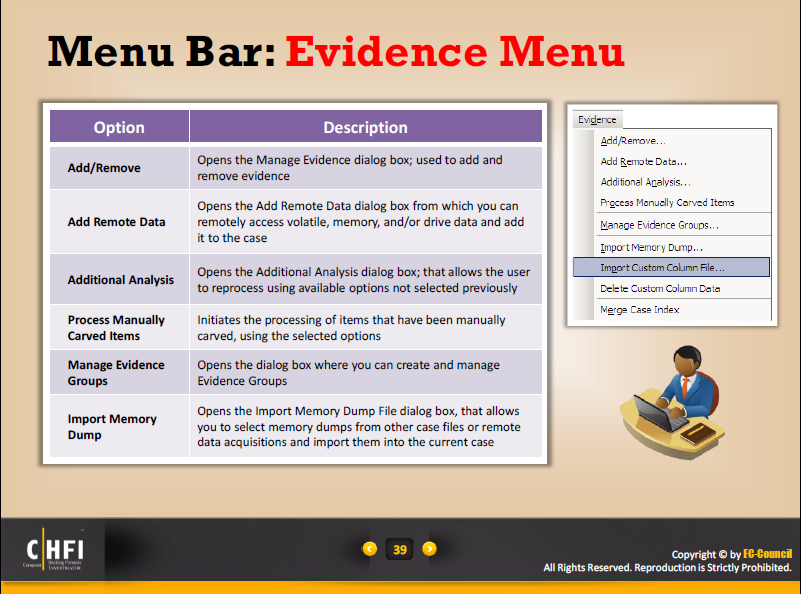 Menu Bar: Evidence Menu
Option Description
Add/Remove
Opens the Manage Evidence dialog box; used to add and
remove evidence
Add Remote Data
Opens the Add Remote Data dialog box from which you can
remotely access volatile, memory, and/or drive data and add
it to the case
Additional Analysis
Opens the Additional Analysis dialog box; that allows the user
to reprocess using available options not selected previously
Process Manually
Carved Items
Initiates the processing of items that have been manually
carved, using the selected options
Manage Evidence
Groups
Opens the dialog box where you can create and manage
Evidence Groups
Import Memory
Dump
Opens the Import Memory Dump File dialog box, that allows
you to select memory dumps from other case files or remote
data acquisitions and import them into the current case
Evidence
Add/Remove...
Add Remote Data...
Additional Analysis...
Process Manually Carved Items
Manage Evidence Groups...
Import Memory Dump...
Import Custom Column File...
Delete Custom Column Data
Merge Case Index
CHFI
Computer Hacking Forensic
INVESTIGATOR
39
Copyright © by EC-Council
All Rights Reserved. Reproduction is Strictly Prohibited.